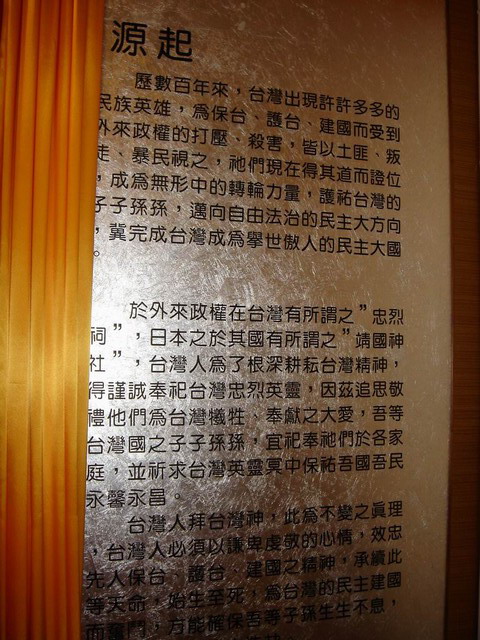 源起
歷數百年來，台灣出現許許多多的
民族英雄，為保台、護台、建國而受到
外來政權的打壓、殺害，皆以土匪、叛
走、暴民視之，祂們現在得其道而證位
，成為無形中的轉輪力量，護祐台灣的
子子孫孫，邁向自由法治的民主大方向
，冀完成台灣成為舉世傲人的民主大國
。
於外來政權在台灣有所謂之”忠烈
祠”，日本之於其國有所謂之”靖國神
社”，台灣人為了根深耕耘台灣精神，
得謹誠奉祀台灣忠烈英靈，因茲追思敬
禮他們為台灣犧牲、奉獻之大愛，吾等
台灣國之子子孫孫，宜祀奉祂們於各家
庭，並祈求台灣英靈冥中保祐吾國吾民
永馨永昌。
台灣人拜台灣神，此為不變之真理
，台灣人必須以謙卑虔敬的心情，效忠
先人保台、護台、建國之精神，承續此
等天命，始生至死，為台灣的民主建國
而奮鬥，方能確保吾等子孫生生不息，